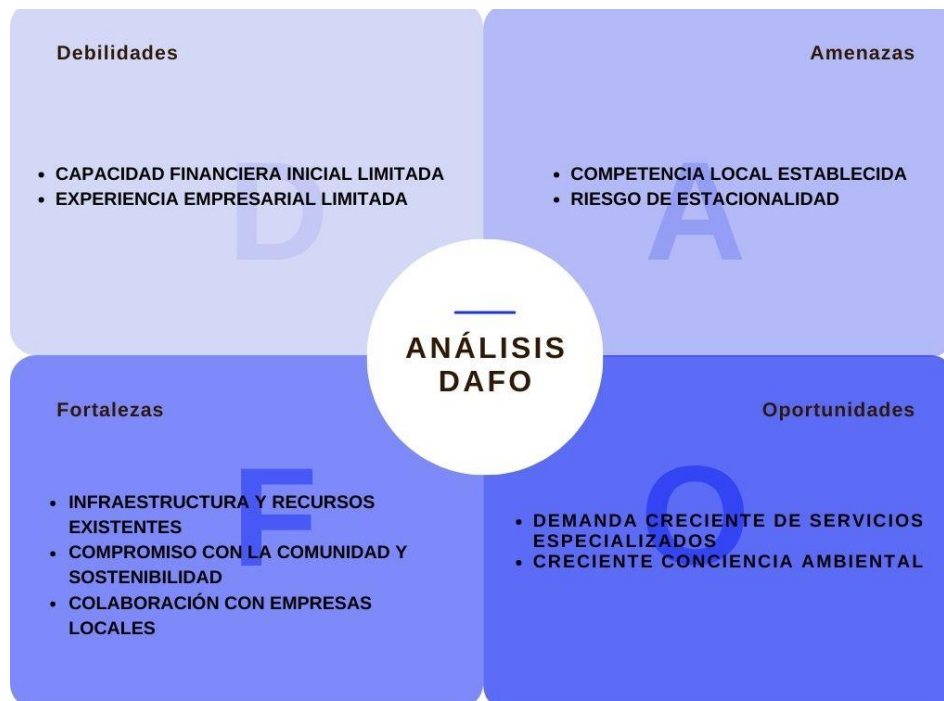 Debilidades
• CAPACIDAD FINANCIERA INICIAL LIMITADA
• EXPERIENCIA EMPRESARIAL LIMITADA
D
Amenazas
• COMPETENCIA LOCAL ESTABLECIDA
• RIESGO DE ESTACIONALIDAD
A
ANÁLISIS
DAFO
Fortalezas
• INFRAESTRUCTURA Y RECURSOS
EXISTENTES
• COMPROMISO CON LA COMUNIDAD Y
SOSTENIBILIDAD
• COLABORACIÓN CON EMPRESAS
LOCALES
F
Oportunidades
• DEMANDA CRECIENTE DE SERVICIOS
ESPECIALIZADOS
• CRECIENTE CONCIENCIA AMBIENTAL
O